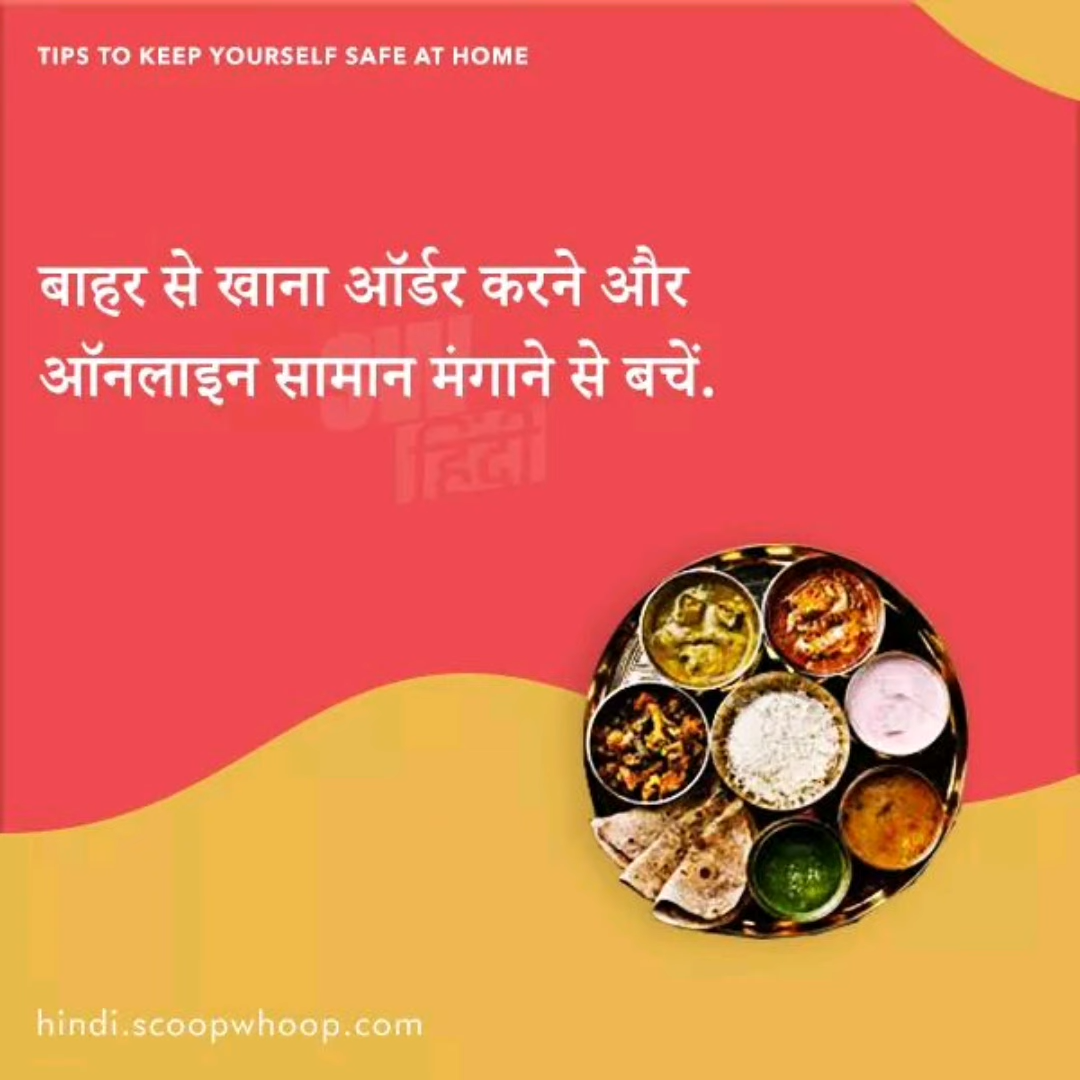 TIPS TO KEEP YOURSELF SAFE AT HOME
बाहर से खाना ऑर्डर करने और
ऑनलाइन सामान मंगाने से बचें.
हिंदी
hindi.scoopwhoop.com